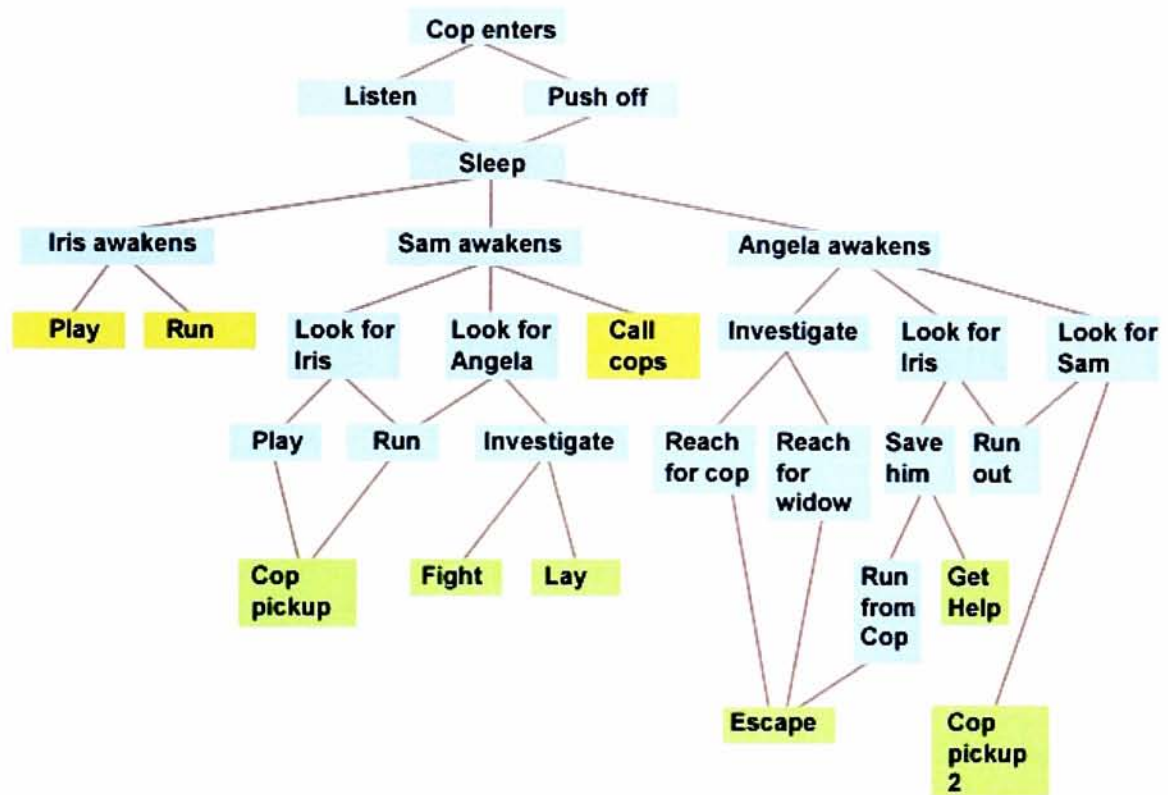 Cop enters
Listen
Push off
Sleep
Iris awakens
Sam awakens
Angela awakens
Play
Run
Look for
Iris
Look for
Angela
Call
cops
Investigate
Look for
Iris
Look for
Sam
Play
Run
Investigate
Reach
for cop
Reach
for
widow
Save
him
Run
out
Cop
pickup
Fight
Lay
Run
from
Cop
Get
Help
Escape
Cop
pickup
2